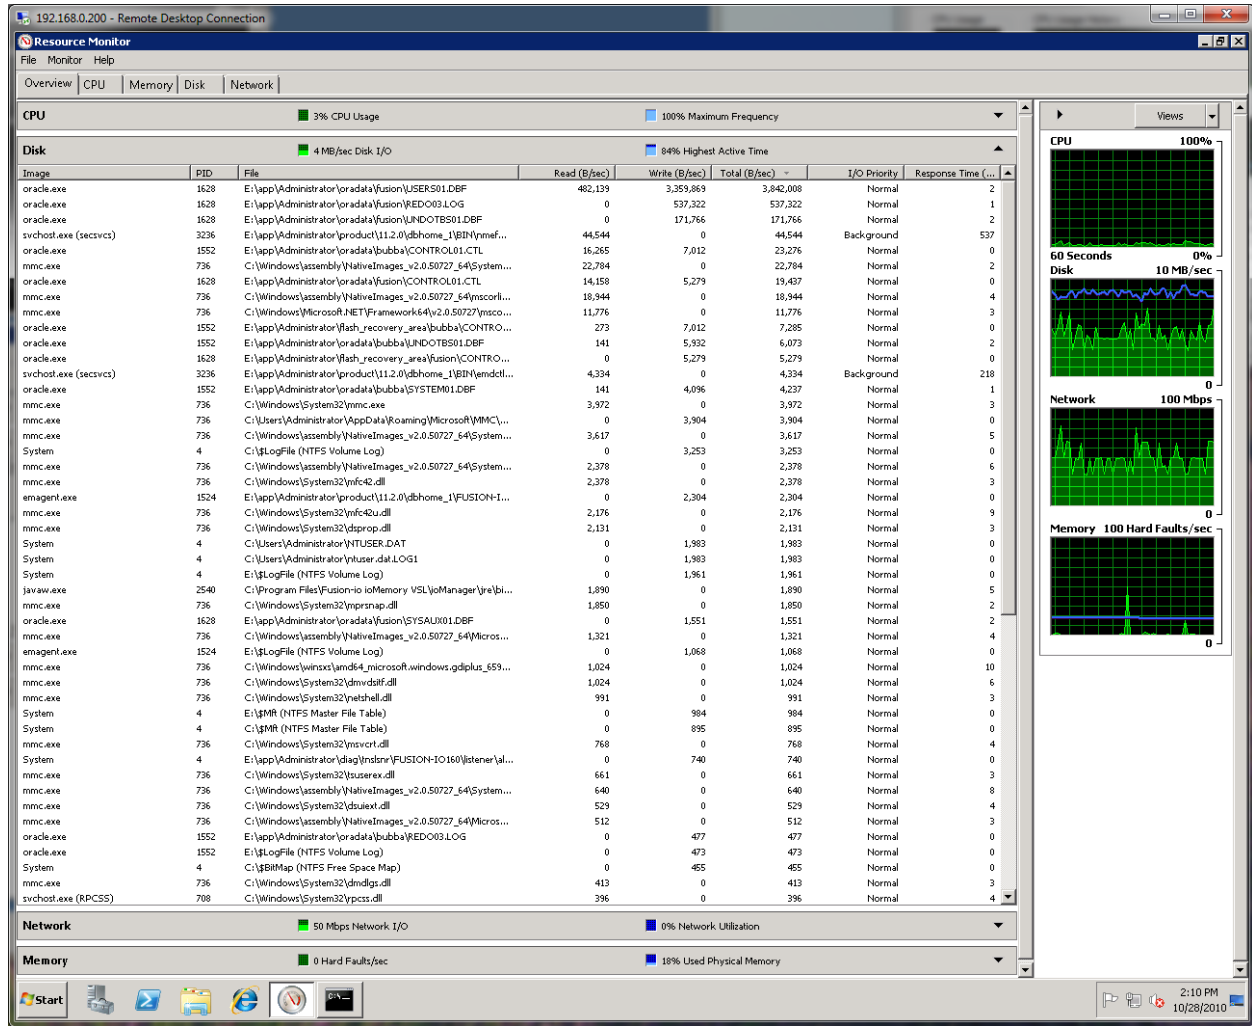 192.168.0.200 - Remote Desktop Connection
Resource Monitor
File Monitor Help
Overview CPU Memory Disk Network
CPU 3% CPU Usage 100% Maximum Frequency
Disk 4 MB/sec Disk I/O 84% Highest Active Time
Image PID File Read (B/sec) Write (B/sec) Total (B/sec) I/O Priority Response Time (...
oracle.exe 1628 E:\app\Administrator\oradata\fusion\USERS01.DBF 482,139 3,359,869 3,842,008 Normal 2
oracle.exe 1628 E:\app\Administrator\oradata\fusion\REDO03.LOG 0 537,322 537,322 Normal 1
oracle.exe 1628 E:\app\Administrator\oradata\fusion\UNDOTBS01.DBF 0 171,766 171,766 Normal 2
svchost.exe (secsvcs) 3236 E:\app\Administrator\product\11.2.0\dbhome_1\BIN\nmef... 44,544 0 44,544 Background 537
oracle.exe 1552 E:\app\Administrator\oradata\bubba\CONTROL01.CTL 16,265 7,012 23,276 Normal 0
mmc.exe 736 C:\Windows\assembly\NativeImages_v2.0.50727_64\System... 22,784 0 22,784 Normal 2
oracle.exe 1628 E:\app\Administrator\oradata\fusion\CONTROL01.CTL 14,158 5,279 19,437 Normal 0
mmc.exe 736 C:\Windows\assembly\NativeImages_v2.0.50727_64\mscorli... 18,944 0 18,944 Normal 4
mmc.exe 736 C:\Windows\Microsoft.NET\Framework64\v2.0.50727\msco... 11,776 0 11,776 Normal 3
oracle.exe 1552 E:\app\Administrator\flash_recovery_area\bubba\CONTRO... 273 7,012 7,285 Normal 0
oracle.exe 1552 E:\app\Administrator\oradata\bubba\UNDOTBS01.DBF 141 5,932 6,073 Normal 2
oracle.exe 1628 E:\app\Administrator\flash_recovery_area\fusion\CONTRO... 0 5,279 5,279 Normal 0
svchost.exe (secsvcs) 3236 E:\app\Administrator\product\11.2.0\dbhome_1\BIN\emdctl... 4,334 0 4,334 Background 218
oracle.exe 1552 E:\app\Administrator\oradata\bubba\SYSTEM01.DBF 141 4,096 4,237 Normal 1
mmc.exe 736 C:\Windows\System32\mmc.exe 3,972 0 3,972 Normal 3
mmc.exe 736 C:\Users\Administrator\AppData\Roaming\Microsoft\MMC\... 0 3,904 3,904 Normal 0
mmc.exe 736 C:\Windows\assembly\NativeImages_v2.0.50727_64\System... 3,617 0 3,617 Normal 5
System 4 C:\$LogFile (NTFS Volume Log) 0 3,253 3,253 Normal 0
mmc.exe 736 C:\Windows\assembly\NativeImages_v2.0.50727_64\System... 2,378 0 2,378 Normal 6
mmc.exe 736 C:\Windows\System32\mfc42.dll 2,378 0 2,378 Normal 3
emagent.exe 1524 E:\app\Administrator\product\11.2.0\dbhome_1\FUSION-I... 0 2,304 2,304 Normal 0
mmc.exe 736 C:\Windows\System32\mfc42u.dll 2,176 0 2,176 Normal 9
mmc.exe 736 C:\Windows\System32\dsprop.dll 2,131 0 2,131 Normal 3
System 4 C:\Users\Administrator\NTUSER.DAT 0 1,983 1,983 Normal 0
System 4 C:\Users\Administrator\ntuser.dat.LOG1 0 1,983 1,983 Normal 0
System 4 E:\$LogFile (NTFS Volume Log) 0 1,961 1,961 Normal 0
javaw.exe 2540 C:\Program Files\Fusion-io ioMemory VSL\ioManager\jre\bi... 1,890 0 1,890 Normal 5
mmc.exe 736 C:\Windows\System32\mprsnap.dll 1,850 0 1,850 Normal 2
oracle.exe 1628 E:\app\Administrator\oradata\fusion\SYSAUX01.DBF 0 1,551 1,551 Normal 2
mmc.exe 736 C:\Windows\assembly\NativeImages_v2.0.50727_64\Micros... 1,321 0 1,321 Normal 4
emagent.exe 1524 E:\$LogFile (NTFS Volume Log) 0 1,068 1,068 Normal 0
mmc.exe 736 C:\Windows\winsxs\amd64_microsoft.windows.gdiplus_659... 1,024 0 1,024 Normal 10
mmc.exe 736 C:\Windows\System32\dmvdsitf.dll 1,024 0 1,024 Normal 6
mmc.exe 736 C:\Windows\System32\netshell.dll 991 0 991 Normal 3
System 4 E:\$Mft (NTFS Master File Table) 0 984 984 Normal 0
System 4 C:\$Mft (NTFS Master File Table) 0 895 895 Normal 0
mmc.exe 736 C:\Windows\System32\msvcrt.dll 768 0 768 Normal 4
System 4 E:\app\Administrator\diag\tnslsnr\FUSION-IO160\listener\al... 0 740 740 Normal 0
mmc.exe 736 C:\Windows\System32\tsuserex.dll 661 0 661 Normal 3
mmc.exe 736 C:\Windows\assembly\NativeImages_v2.0.50727_64\System... 640 0 640 Normal 8
mmc.exe 736 C:\Windows\System32\dsuiext.dll 529 0 529 Normal 4
mmc.exe 736 C:\Windows\assembly\NativeImages_v2.0.50727_64\Micros... 512 0 512 Normal 3
oracle.exe 1552 E:\app\Administrator\oradata\bubba\REDO03.LOG 0 477 477 Normal 0
oracle.exe 1552 E:\$LogFile (NTFS Volume Log) 0 473 473 Normal 0
System 4 C:\$BitMap (NTFS Free Space Map) 0 455 455 Normal 0
mmc.exe 736 C:\Windows\System32\dmdlgs.dll 413 0 413 Normal 3
svchost.exe (RPCSS) 708 C:\Windows\System32\rpcss.dll 396 0 396 Normal 4
Network 50 Mbps Network I/O 0% Network Utilization
Memory 0 Hard Faults/sec 18% Used Physical Memory
Views
CPU 100%
60 Seconds 0%
Disk 10 MB/sec
0
Network 100 Mbps
0
Memory 100 Hard Faults/sec
0
Start
2:10 PM
10/28/2010